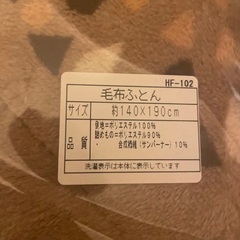 HF-102
毛布ふとん
サイズ 約140×190cm
品質 側地=ポリエステル100%
詰めもの=ポリエステル90%
・ 合成繊維(サンバーナー)10%
洗濯表示は本体に表示しています